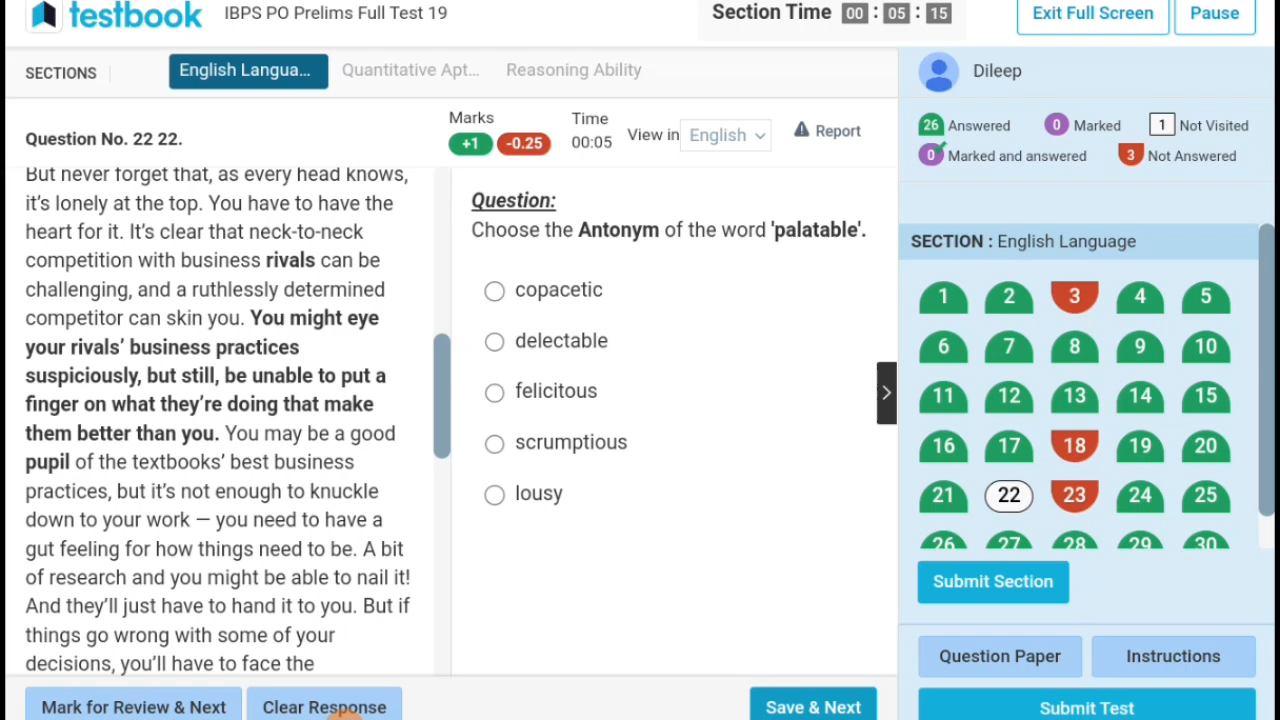 testbook
IBPS PO Prelims Full Test 19
Section Time 00 : 05 : 15
Exit Full Screen
Pause
SECTIONS
English Langua...
Quantitative Apt...
Reasoning Ability
Dileep
26 Answered
0 Marked
1 Not Visited
0 Marked and answered
3 Not Answered
Question No. 22 22.
Marks
+1 -0.25
Time
00:05
View in English
Report
But never forget that, as every head knows,
it's lonely at the top. You have to have the
heart for it. It's clear that neck-to-neck
competition with business rivals can be
challenging, and a ruthlessly determined
competitor can skin you. You might eye
your rivals' business practices
suspiciously, but still, be unable to put a
finger on what they're doing that make
them better than you. You may be a good
pupil of the textbooks' best business
practices, but it's not enough to knuckle
down to your work — you need to have a
gut feeling for how things need to be. A bit
of research and you might be able to nail it!
And they'll just have to hand it to you. But if
things go wrong with some of your
decisions, you'll have to face the
Question:
Choose the Antonym of the word 'palatable'.
copacetic
delectable
felicitous
scrumptious
lousy
SECTION : English Language
1 2 3 4 5
6 7 8 9 10
11 12 13 14 15
16 17 18 19 20
21 22 23 24 25
26 27 28 29 30
Submit Section
Question Paper
Instructions
Mark for Review & Next
Clear Response
Save & Next
Submit Test